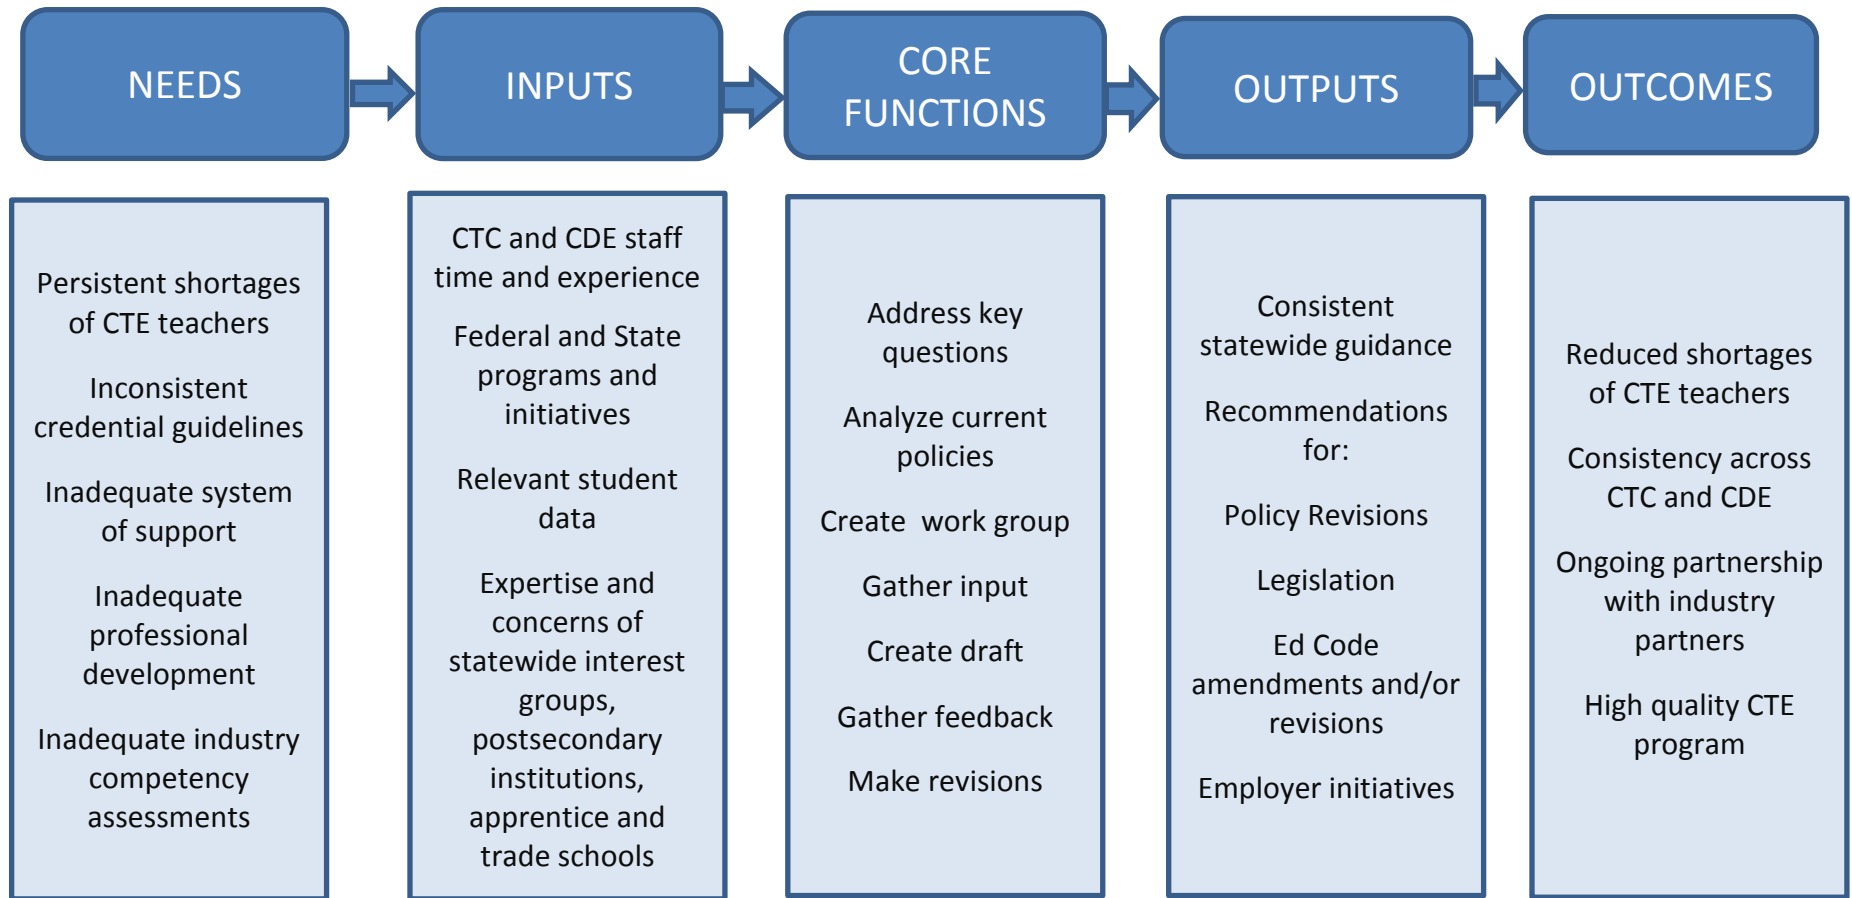 NEEDS
INPUTS
CORE
FUNCTIONS
OUTPUTS
OUTCOMES
Persistent shortages
of CTE teachers
Inconsistent
credential guidelines
Inadequate system
of support
Inadequate
professional
development
Inadequate industry
competency
assessments
CTC and CDE staff
time and experience
Federal and State
programs and
initiatives
Relevant student
data
Expertise and
concerns of
statewide interest
groups,
postsecondary
institutions,
apprentice and
trade schools
Address key
questions
Analyze current
policies
Create work group
Gather input
Create draft
Gather feedback
Make revisions
Consistent
statewide guidance
Recommendations
for:
Policy Revisions
Legislation
Ed Code
amendments and/or
revisions
Employer initiatives
Reduced shortages
of CTE teachers
Consistency across
CTC and CDE
Ongoing partnership
with industry
partners
High quality CTE
program